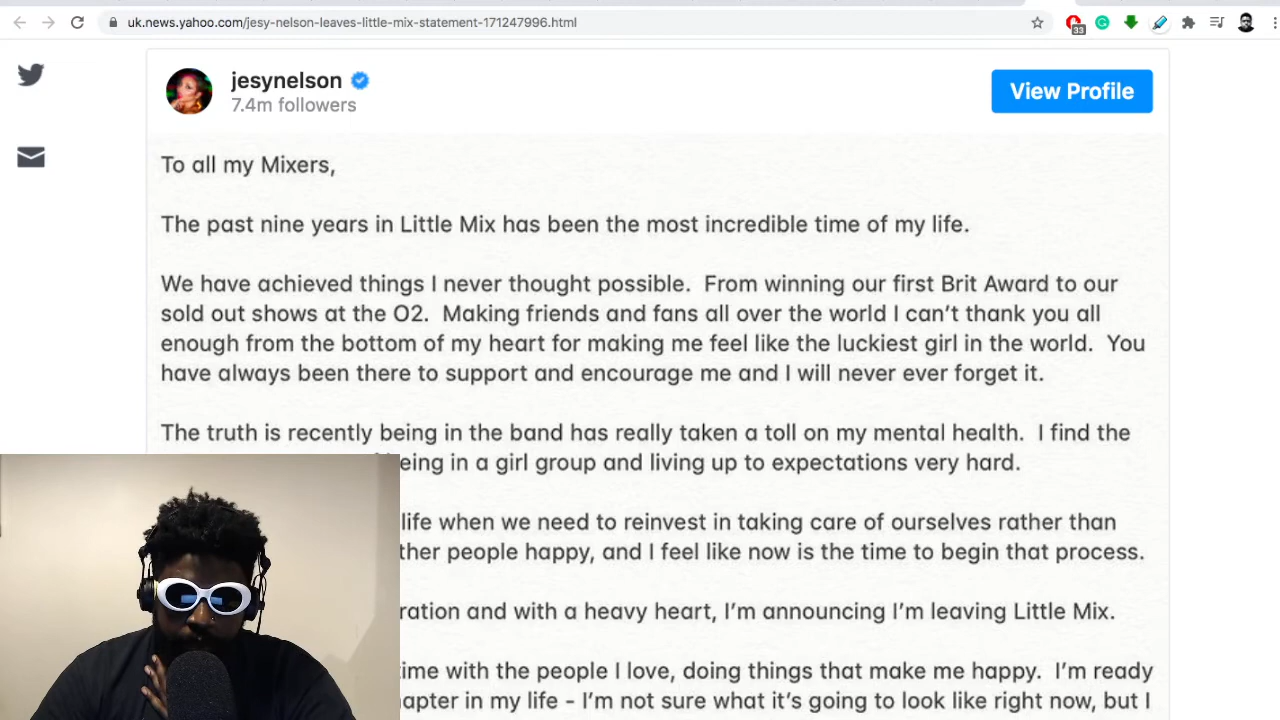 uk.news.yahoo.com/jesy-nelson-leaves-little-mix-statement-171247996.html
33
jesynelson
7.4m followers
View Profile
To all my Mixers,
The past nine years in Little Mix has been the most incredible time of my life.
We have achieved things I never thought possible. From winning our first Brit Award to our
sold out shows at the O2. Making friends and fans all over the world I can't thank you all
enough from the bottom of my heart for making me feel like the luckiest girl in the world. You
have always been there to support and encourage me and I will never ever forget it.
The truth is recently being in the band has really taken a toll on my mental health. I find the
being in a girl group and living up to expectations very hard.
life when we need to reinvest in taking care of ourselves rather than
ther people happy, and I feel like now is the time to begin that process.
ration and with a heavy heart, I'm announcing I'm leaving Little Mix.
time with the people I love, doing things that make me happy. I'm ready
apter in my life - I'm not sure what it's going to look like right now, but I